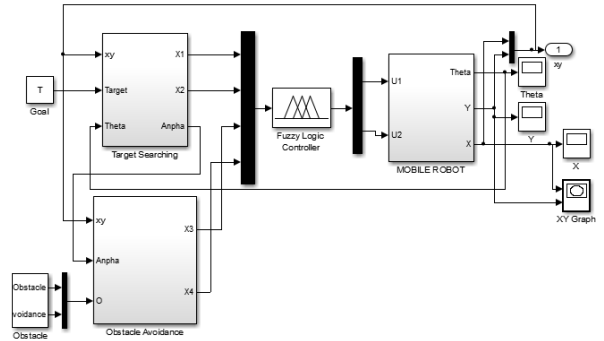 1
xy
xy
X1
T
Target
X2
Goal
Theta
Anpha
Target Searching
Fuzzy Logic
Controller
U1
U2
Theta
Y
X
MOBILE ROBOT
Theta
Y
X
XY Graph
xy
Anpha
O
X3
X4
Obstacle Avoidance
Obstacle
voidance
Obstacle